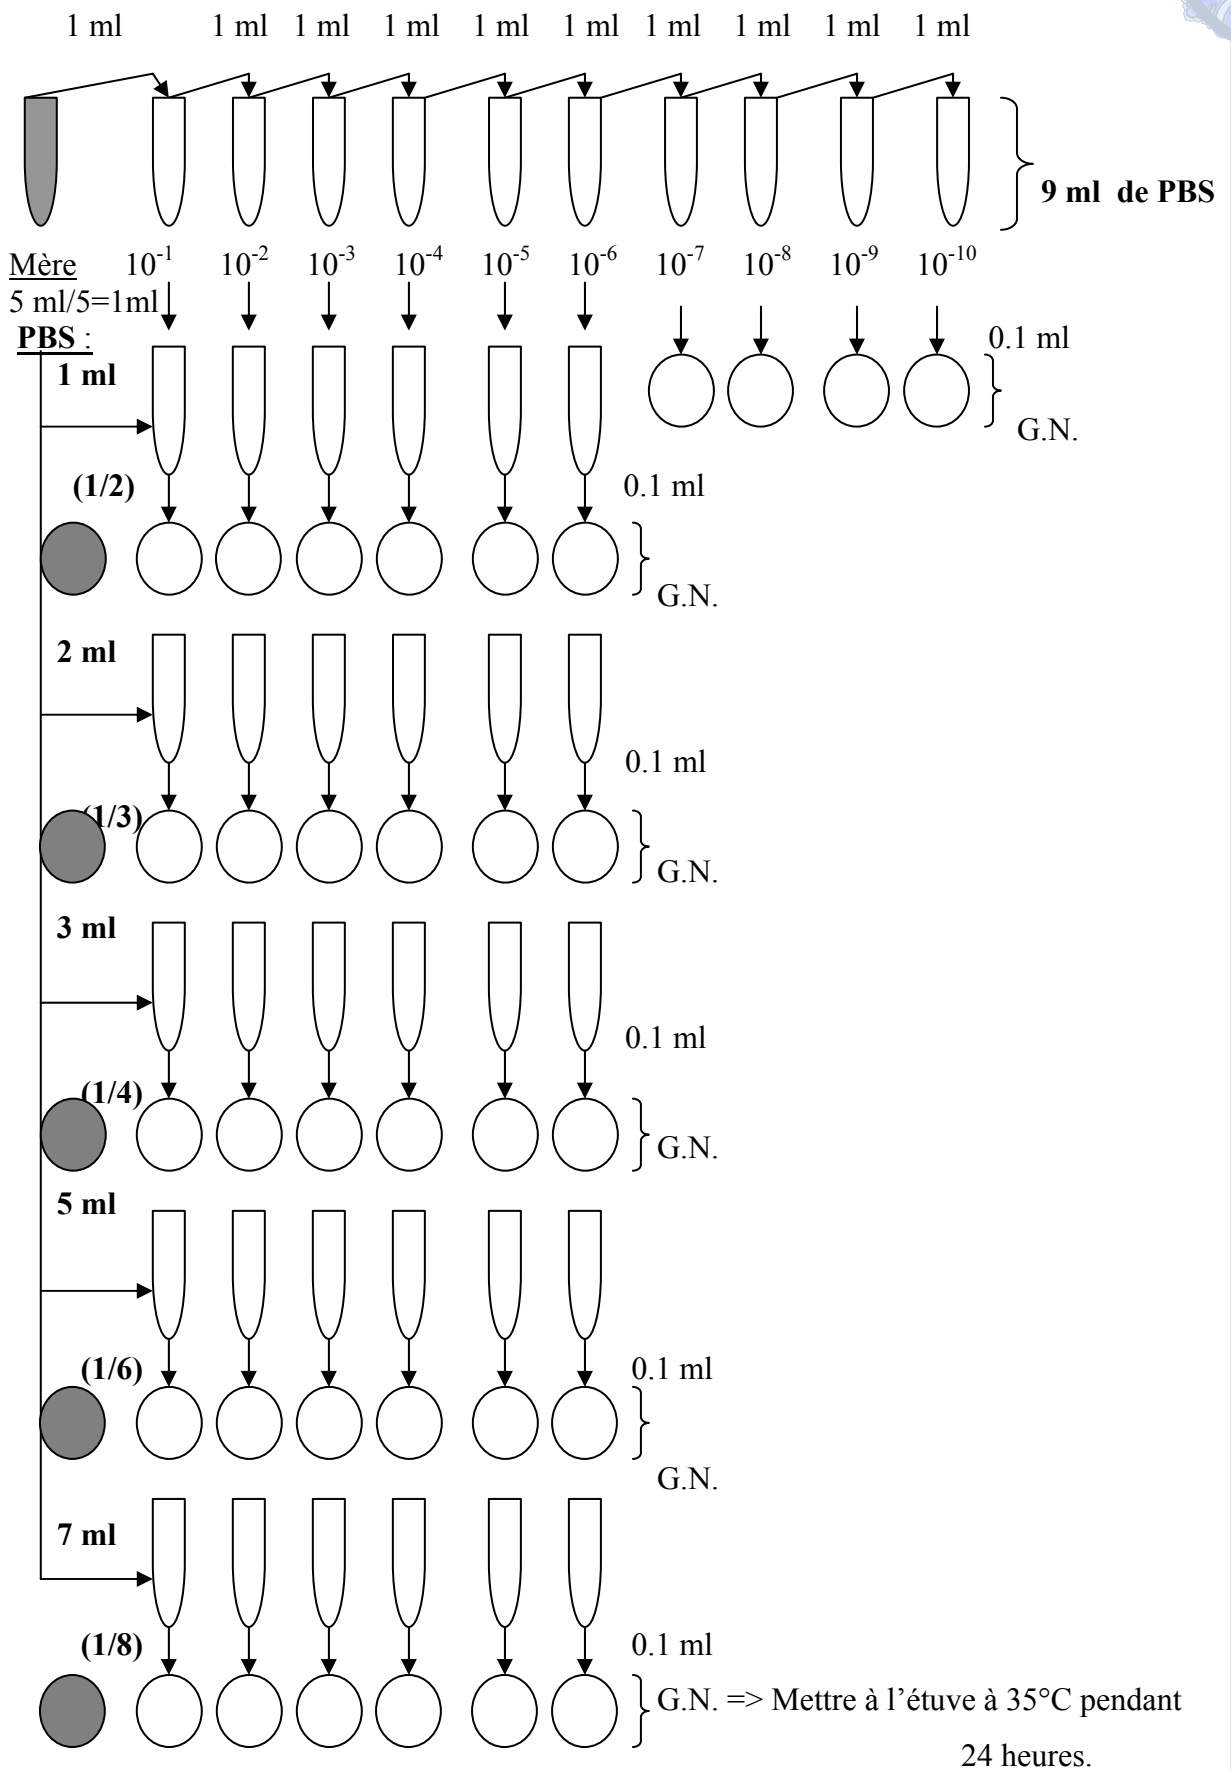 1 ml 1 ml 1 ml 1 ml 1 ml 1 ml 1 ml 1 ml 1 ml 1 ml
9 ml de PBS
Mère 10⁻¹ 10⁻² 10⁻³ 10⁻⁴ 10⁻⁵ 10⁻⁶ 10⁻⁷ 10⁻⁸ 10⁻⁹ 10⁻¹⁰
5 ml/5=1ml
PBS : 0.1 ml
1 ml
G.N.
(1/2) 0.1 ml
G.N.
2 ml
0.1 ml
(1/3)
G.N.
3 ml
0.1 ml
(1/4)
G.N.
5 ml
(1/6) 0.1 ml
G.N.
7 ml
(1/8) 0.1 ml
G.N. => Mettre à l’étuve à 35°C pendant
24 heures.